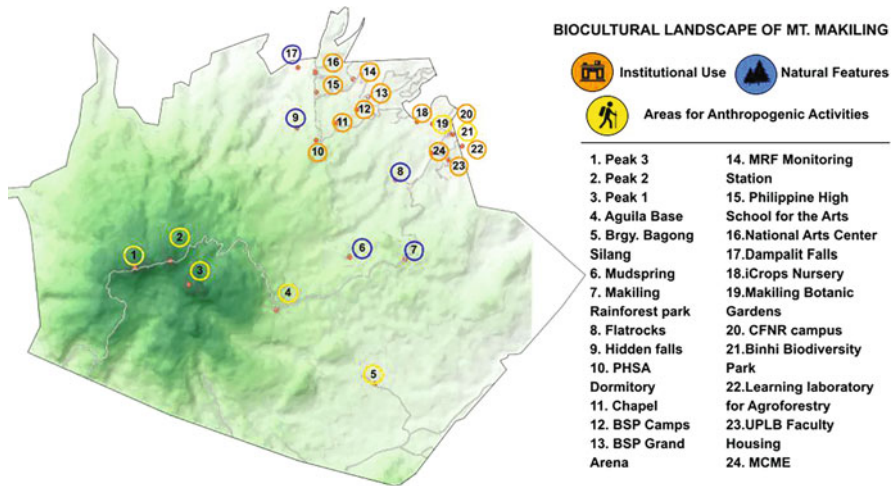 BIOCULTURAL LANDSCAPE OF MT. MAKILING
Institutional Use
Natural Features
Areas for Anthropogenic Activities
1. Peak 3
2. Peak 2
3. Peak 1
4. Aguila Base
5. Brgy. Bagong
Silang
6. Mudspring
7. Makiling
Rainforest park
8. Flatrocks
9. Hidden falls
10. PHSA
Dormitory
11. Chapel
12. BSP Camps
13. BSP Grand
Arena
14. MRF Monitoring
Station
15. Philippine High
School for the Arts
16.National Arts Center
17.Dampalit Falls
18.iCrops Nursery
19.Makiling Botanic
Gardens
20. CFNR campus
21.Binhi Biodiversity
Park
22.Learning laboratory
for Agroforestry
23.UPLB Faculty
Housing
24. MCME
17
16
14
15
13
12
9
11
18
20
19
21
10
24
22
23
8
2
6
7
1
3
4
5